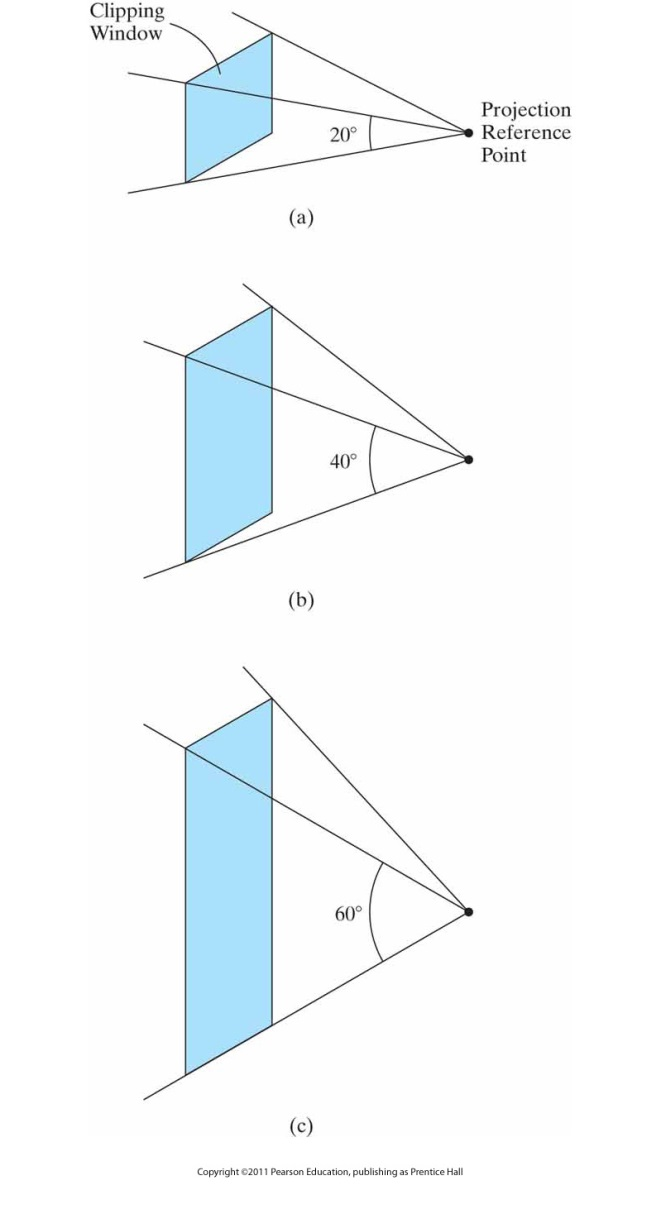 Clipping
Window
Projection
Reference
Point
20°
(a)
40°
(b)
60°
(c)
Copyright ©2011 Pearson Education, publishing as Prentice Hall